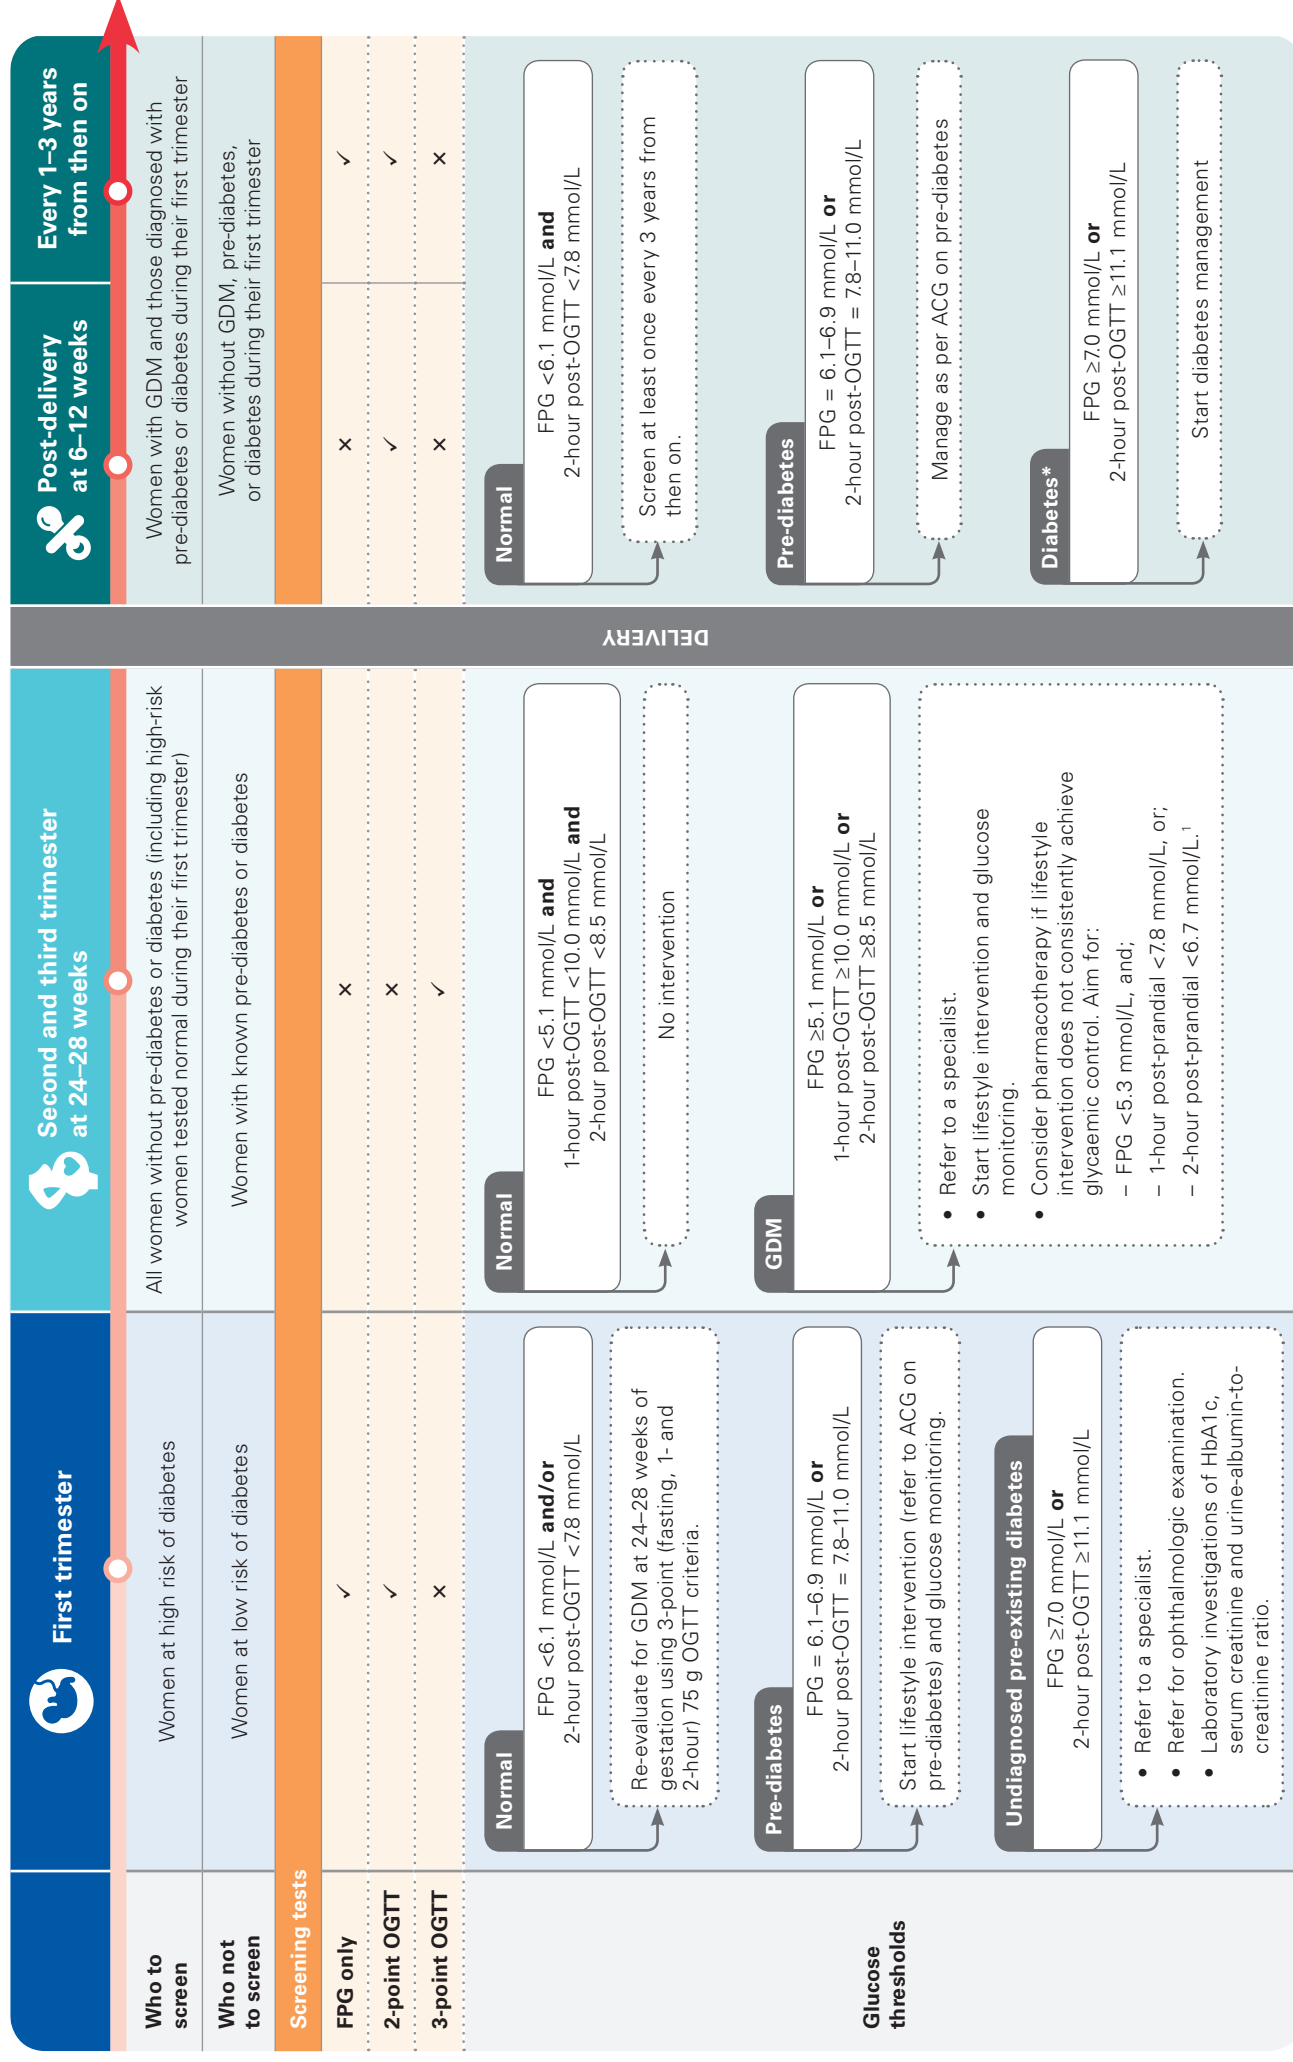 First trimester
Second and third trimester
at 24–28 weeks
Post-delivery
at 6–12 weeks
Every 1–3 years
from then on
Who to
screen
Women at high risk of diabetes
All women without pre-diabetes or diabetes (including high-risk
women tested normal during their first trimester)
Women with GDM and those diagnosed with
pre-diabetes or diabetes during their first trimester
Who not
to screen
Women at low risk of diabetes
Women with known pre-diabetes or diabetes
Women without GDM, pre-diabetes,
or diabetes during their first trimester
Screening tests
FPG only
✓ × × ✓
2-point OGTT
✓ × ✓ ✓
3-point OGTT
× ✓ × ×
Glucose
thresholds
Normal
FPG <6.1 mmol/L and/or
2-hour post-OGTT <7.8 mmol/L
Re-evaluate for GDM at 24–28 weeks of
gestation using 3-point (fasting, 1- and
2-hour) 75 g OGTT criteria.
Pre-diabetes
FPG = 6.1–6.9 mmol/L or
2-hour post-OGTT = 7.8–11.0 mmol/L
Start lifestyle intervention (refer to ACG on
pre-diabetes) and glucose monitoring.
Undiagnosed pre-existing diabetes
FPG ≥7.0 mmol/L or
2-hour post-OGTT ≥11.1 mmol/L
• Refer to a specialist.
• Refer for ophthalmologic examination.
• Laboratory investigations of HbA1c,
serum creatinine and urine-albumin-to-
creatinine ratio.
Normal
FPG <5.1 mmol/L and
1-hour post-OGTT <10.0 mmol/L and
2-hour post-OGTT <8.5 mmol/L
No intervention
GDM
FPG ≥5.1 mmol/L or
1-hour post-OGTT ≥10.0 mmol/L or
2-hour post-OGTT ≥8.5 mmol/L
• Refer to a specialist.
• Start lifestyle intervention and glucose
monitoring.
• Consider pharmacotherapy if lifestyle
intervention does not consistently achieve
glycaemic control. Aim for:
– FPG <5.3 mmol/L, and;
– 1-hour post-prandial <7.8 mmol/L, or;
– 2-hour post-prandial <6.7 mmol/L.¹
DELIVERY
Normal
FPG <6.1 mmol/L and
2-hour post-OGTT <7.8 mmol/L
Screen at least once every 3 years from
then on.
Pre-diabetes
FPG = 6.1–6.9 mmol/L or
2-hour post-OGTT = 7.8–11.0 mmol/L
Manage as per ACG on pre-diabetes
Diabetes*
FPG ≥7.0 mmol/L or
2-hour post-OGTT ≥11.1 mmol/L
Start diabetes management